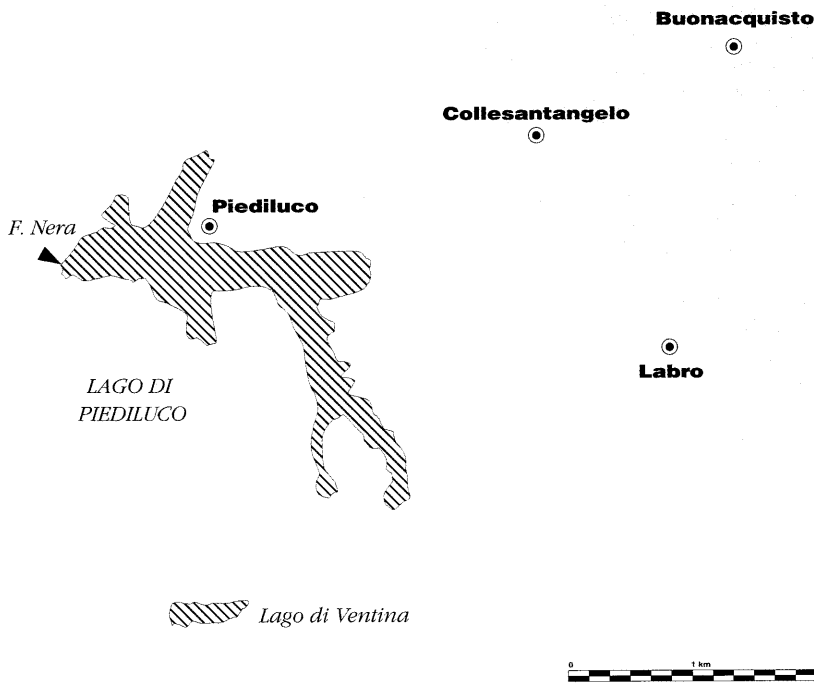 Buonacquisto
Collesantangelo
Piediluco
F. Nera
Labro
LAGO DI
PIEDILUCO
Lago di Ventina
0 1 km